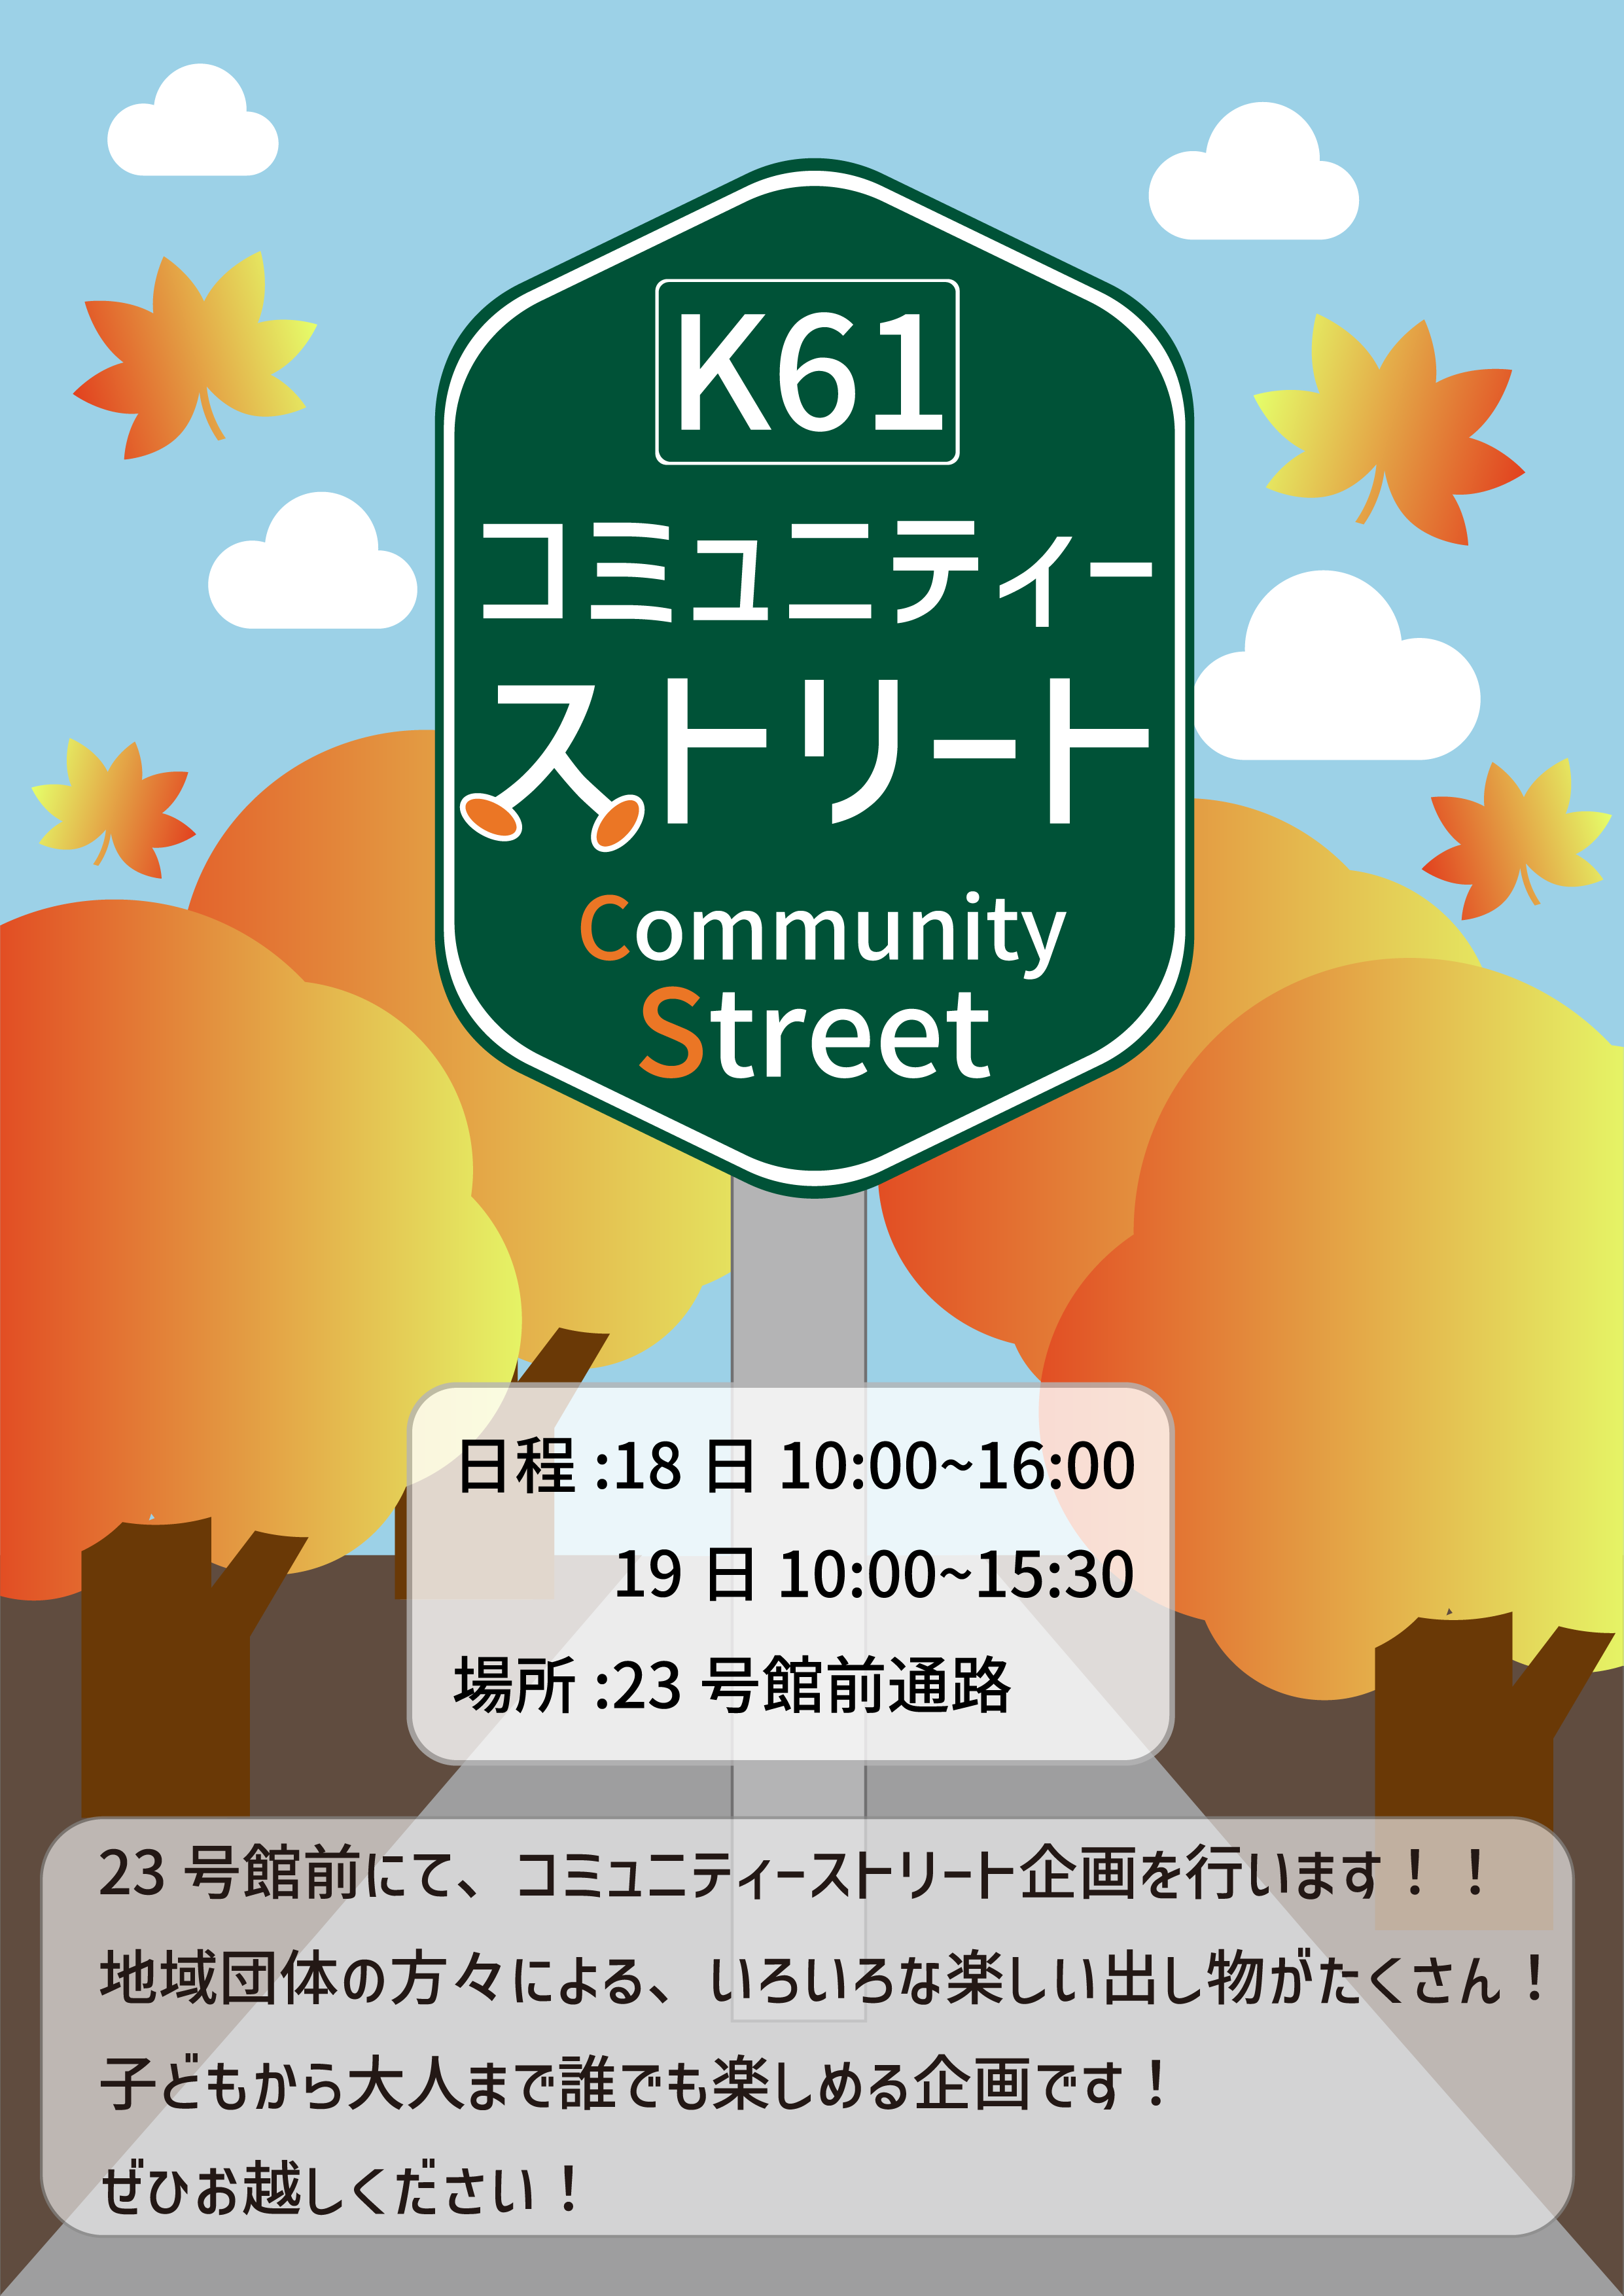 K61
コミュニティー
ストリート
Community
Street
日程 :18 日 10:00~16:00
19 日 10:00~15:30
場所 :23 号館前通路
23 号館前にて、コミュニティーストリート企画を行います！！
地域団体の方々による、いろいろな楽しい出し物がたくさん！
子どもから大人まで誰でも楽しめる企画です！
ぜひお越しください！